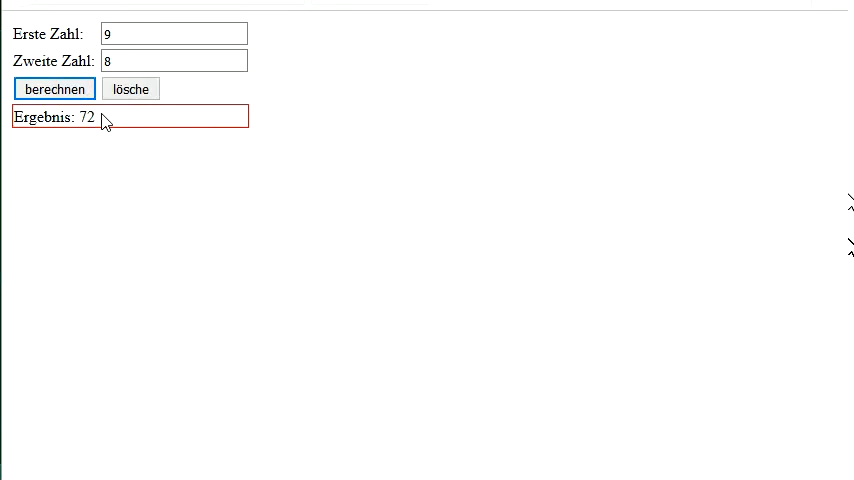 Erste Zahl: 9
Zweite Zahl: 8
berechnen lösche
Ergebnis: 72